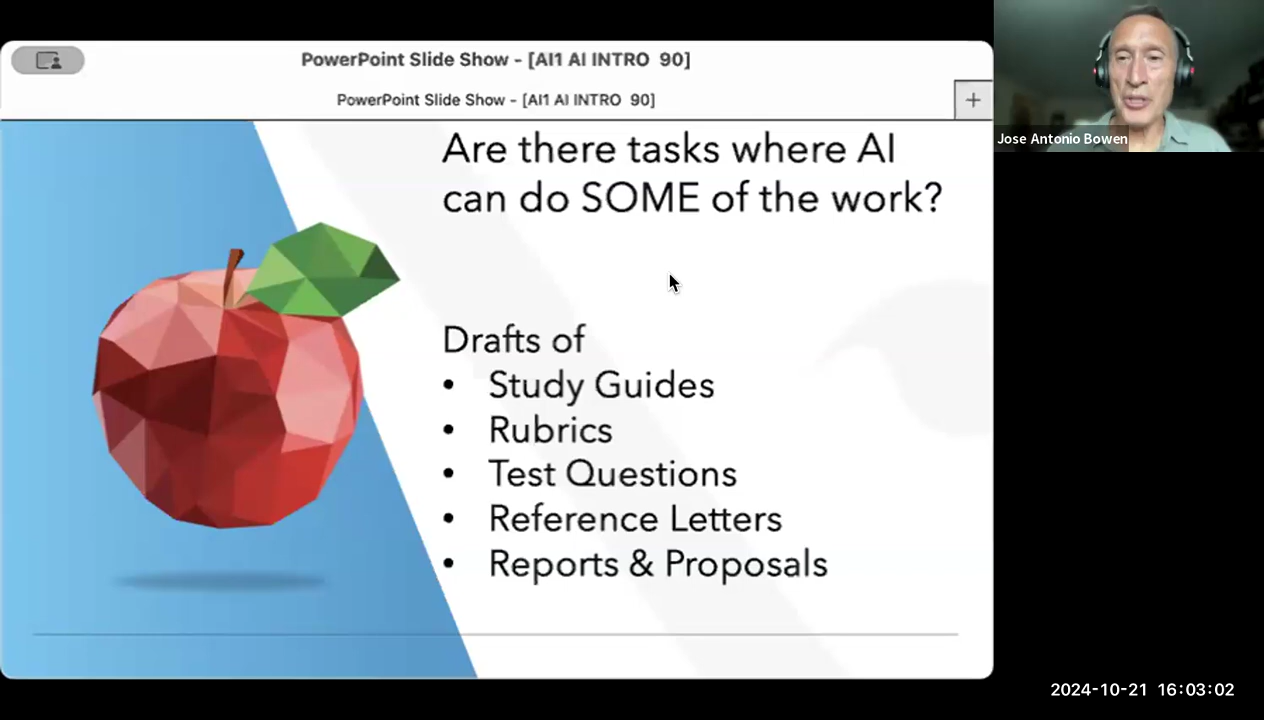 PowerPoint Slide Show - [AI1 AI INTRO  90]
PowerPoint Slide Show - [AI1 AI INTRO  90]
+
Jose Antonio Bowen
Are there tasks where AI
can do SOME of the work?
Drafts of
• Study Guides
• Rubrics
• Test Questions
• Reference Letters
• Reports & Proposals
2024-10-21 16:03:02